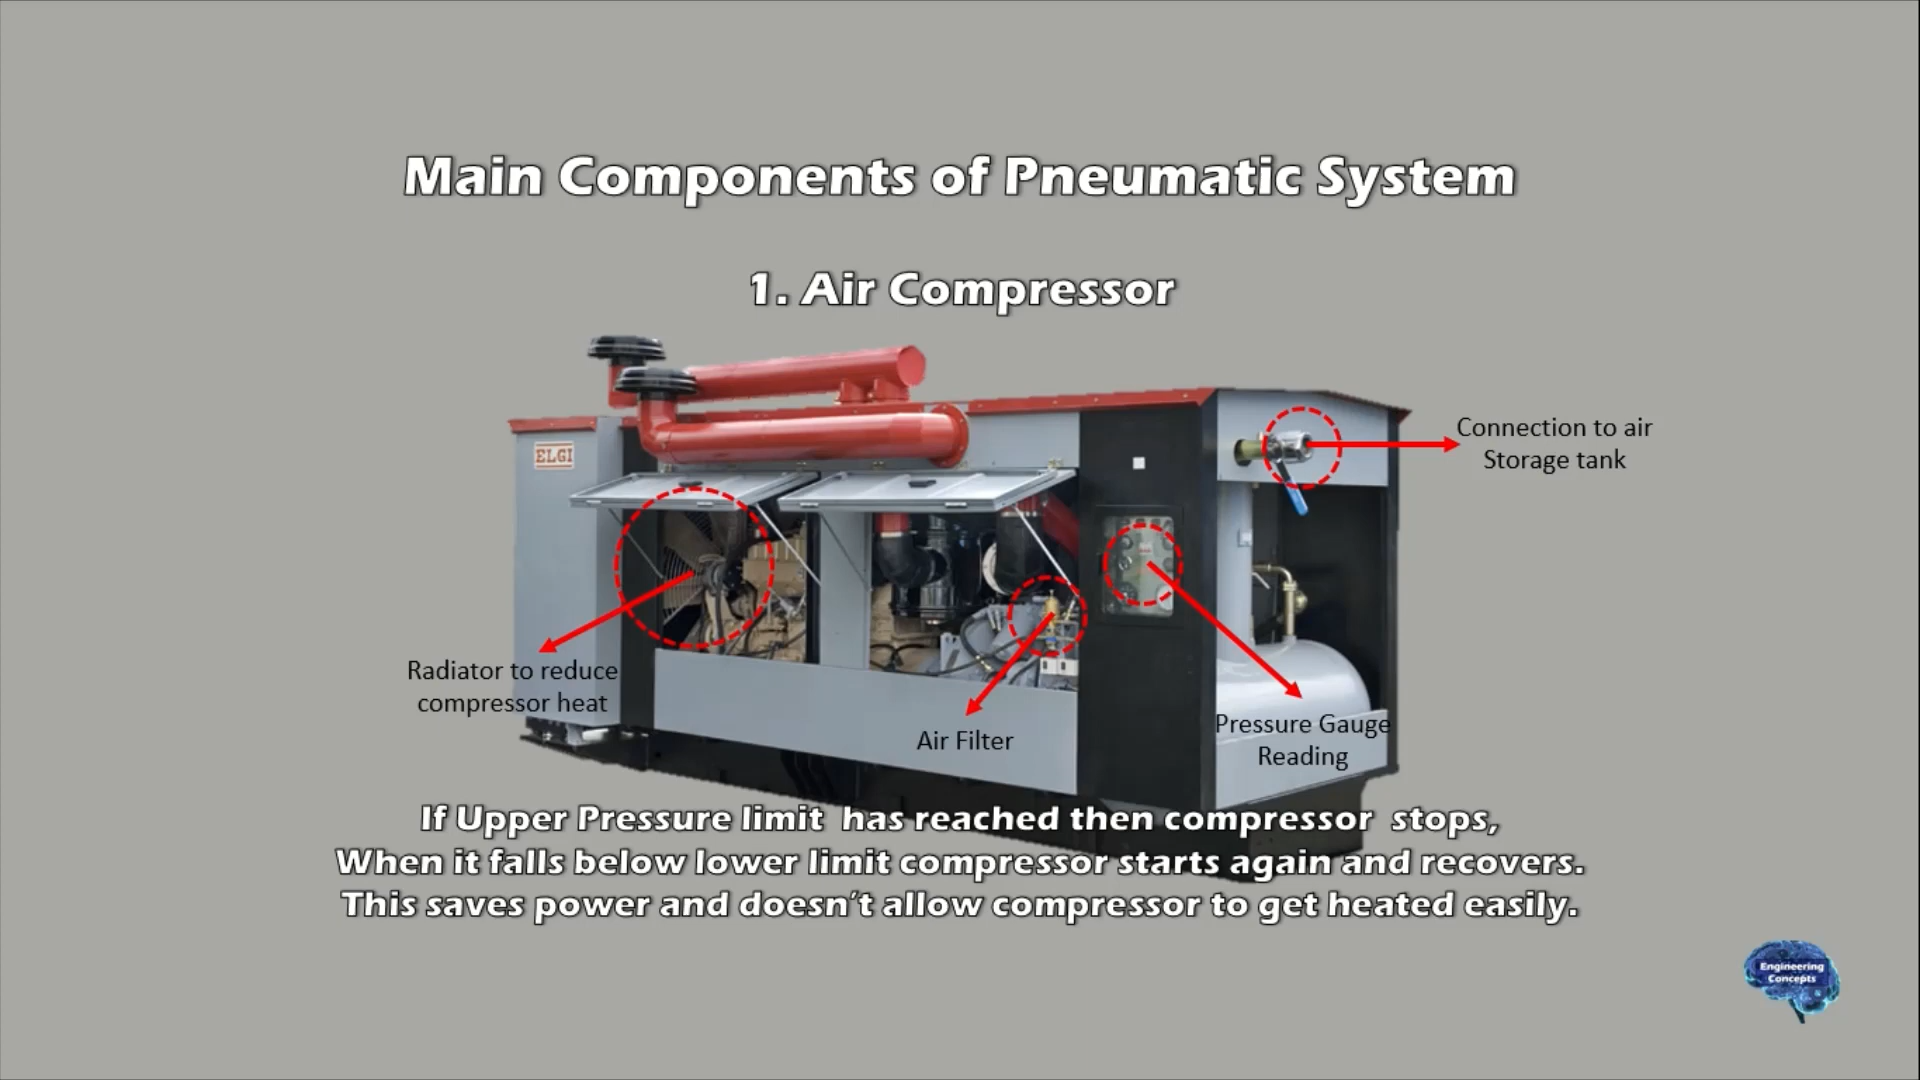 Main Components of Pneumatic System
1. Air Compressor
ELGI
Connection to air
Storage tank
Radiator to reduce
compressor heat
Air Filter
Pressure Gauge
Reading
If Upper Pressure limit has reached then compressor stops,
When it falls below lower limit compressor starts again and recovers.
This saves power and doesn't allow compressor to get heated easily.
Engineering
Concepts